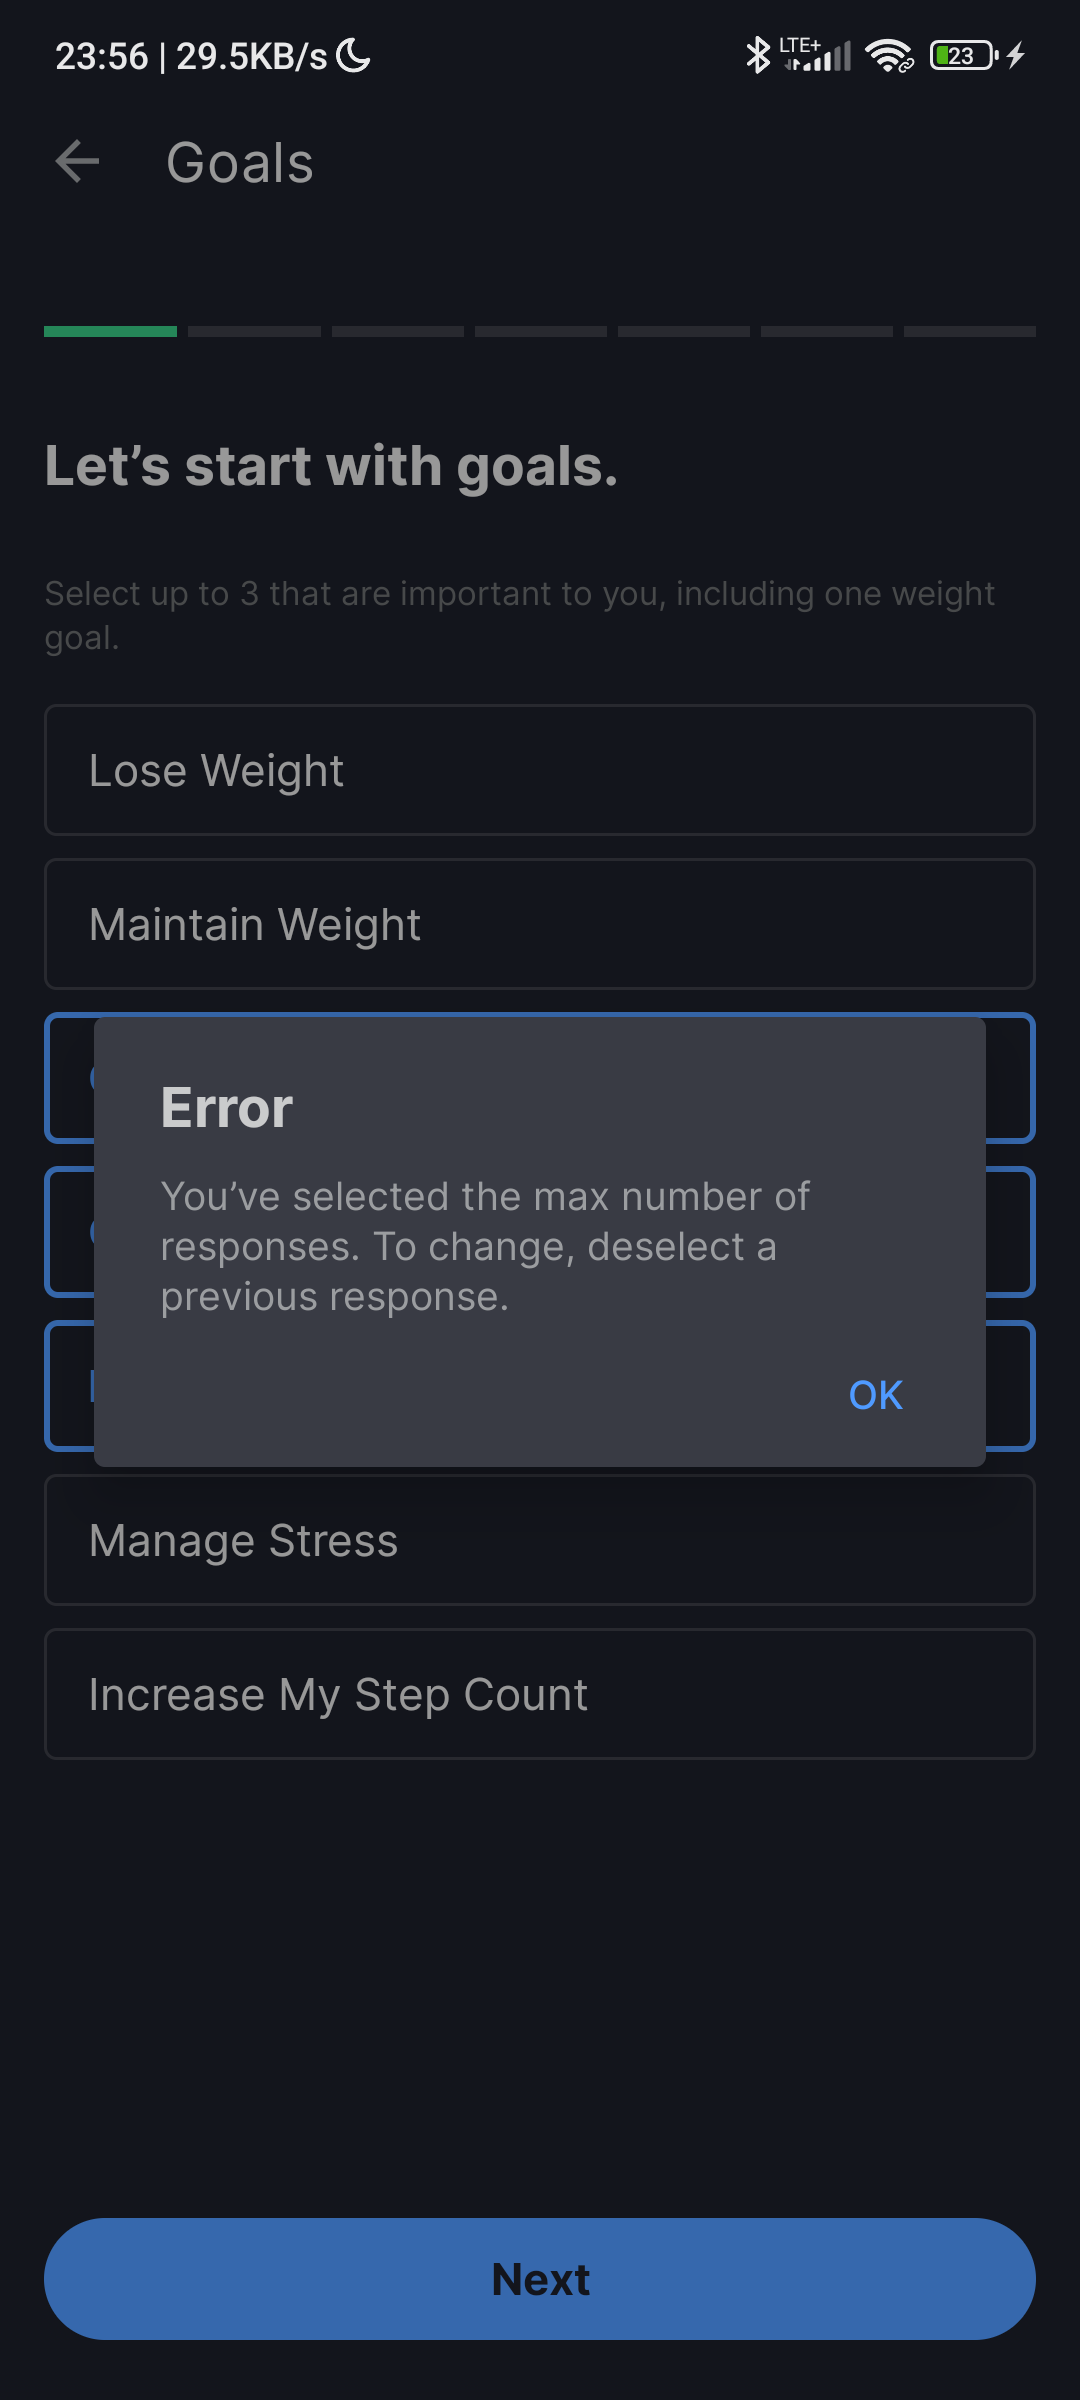 23:56 | 29.5KB/s
LTE+
23
Goals
Let’s start with goals.
Select up to 3 that are important to you, including one weight
goal.
Lose Weight
Maintain Weight
Error
You’ve selected the max number of
responses. To change, deselect a
previous response.
OK
Manage Stress
Increase My Step Count
Next